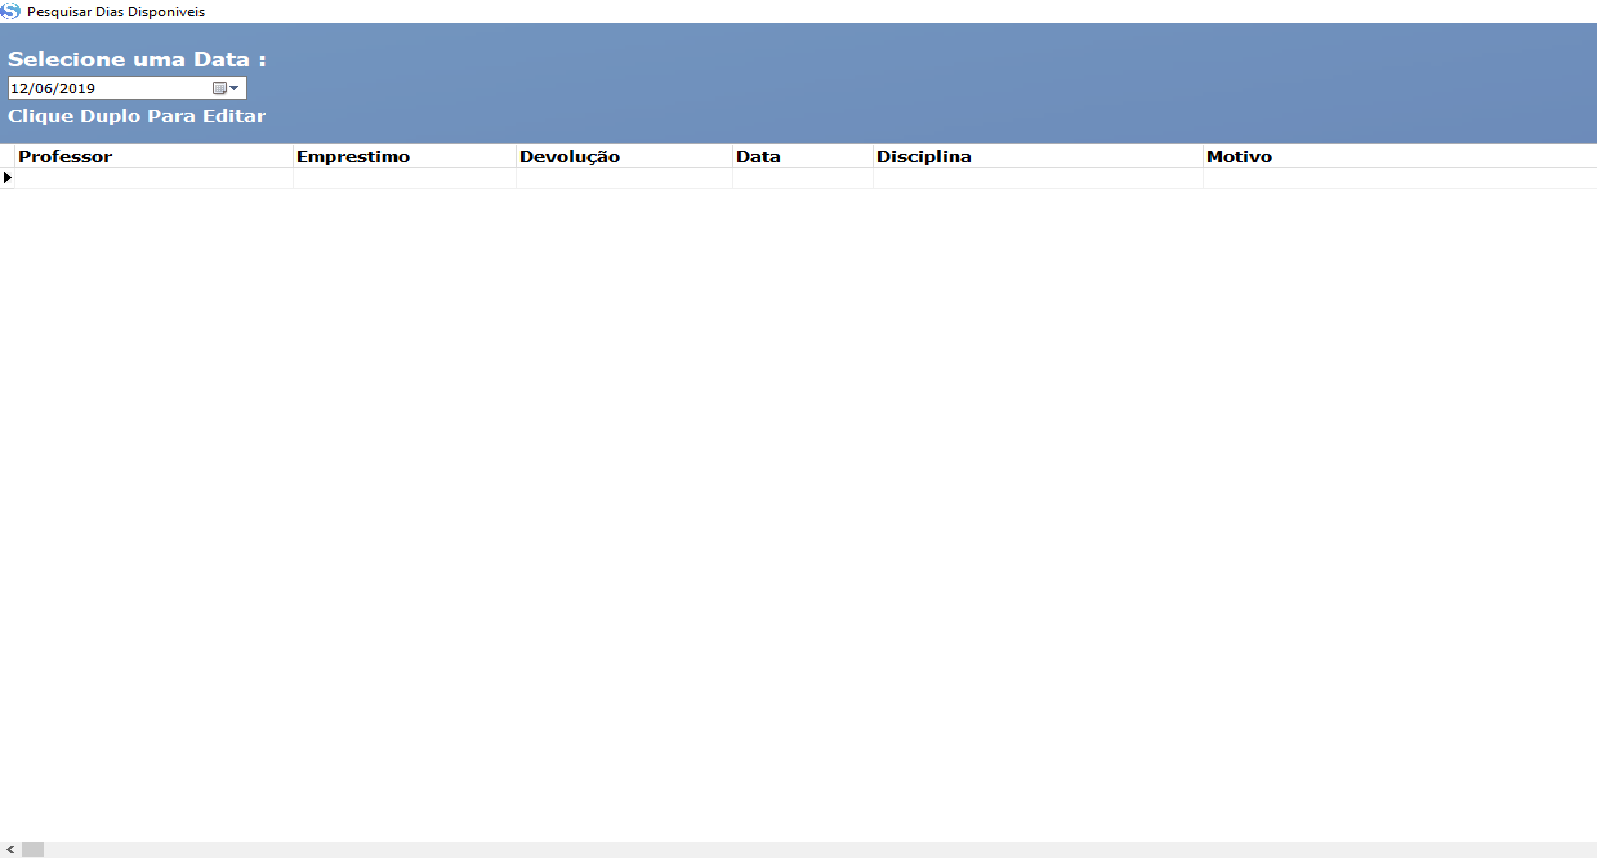 Pesquisar Dias Disponiveis
Selecione uma Data :
12/06/2019
Clique Duplo Para Editar
Professor Emprestimo Devolução Data Disciplina Motivo